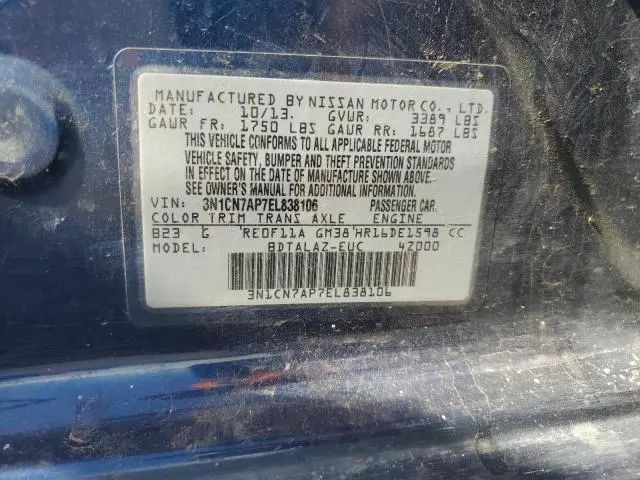 MANUFACTURED BY NISSAN MOTOR CO., LTD.
DATE: 10/13. GVWR: 3389 LBS
GAWR FR: 1750 LBS GAWR RR: 1687 LBS
THIS VEHICLE CONFORMS TO ALL APPLICABLE FEDERAL MOTOR
VEHICLE SAFETY, BUMPER AND THEFT PREVENTION STANDARDS
IN EFFECT ON THE DATE OF MANUFACTURE SHOWN ABOVE.
SEE OWNER'S MANUAL FOR ADDITIONAL INFORMATION.
VIN: 3N1CN7AP7EL838106 PASSENGER CAR.
COLOR TRIM TRANS AXLE ENGINE
B23 G RE0F11A GM38 HR16DE1598 CC
MODEL: BDTALAZ-EUC 4Z000
3N1CN7AP7EL838106